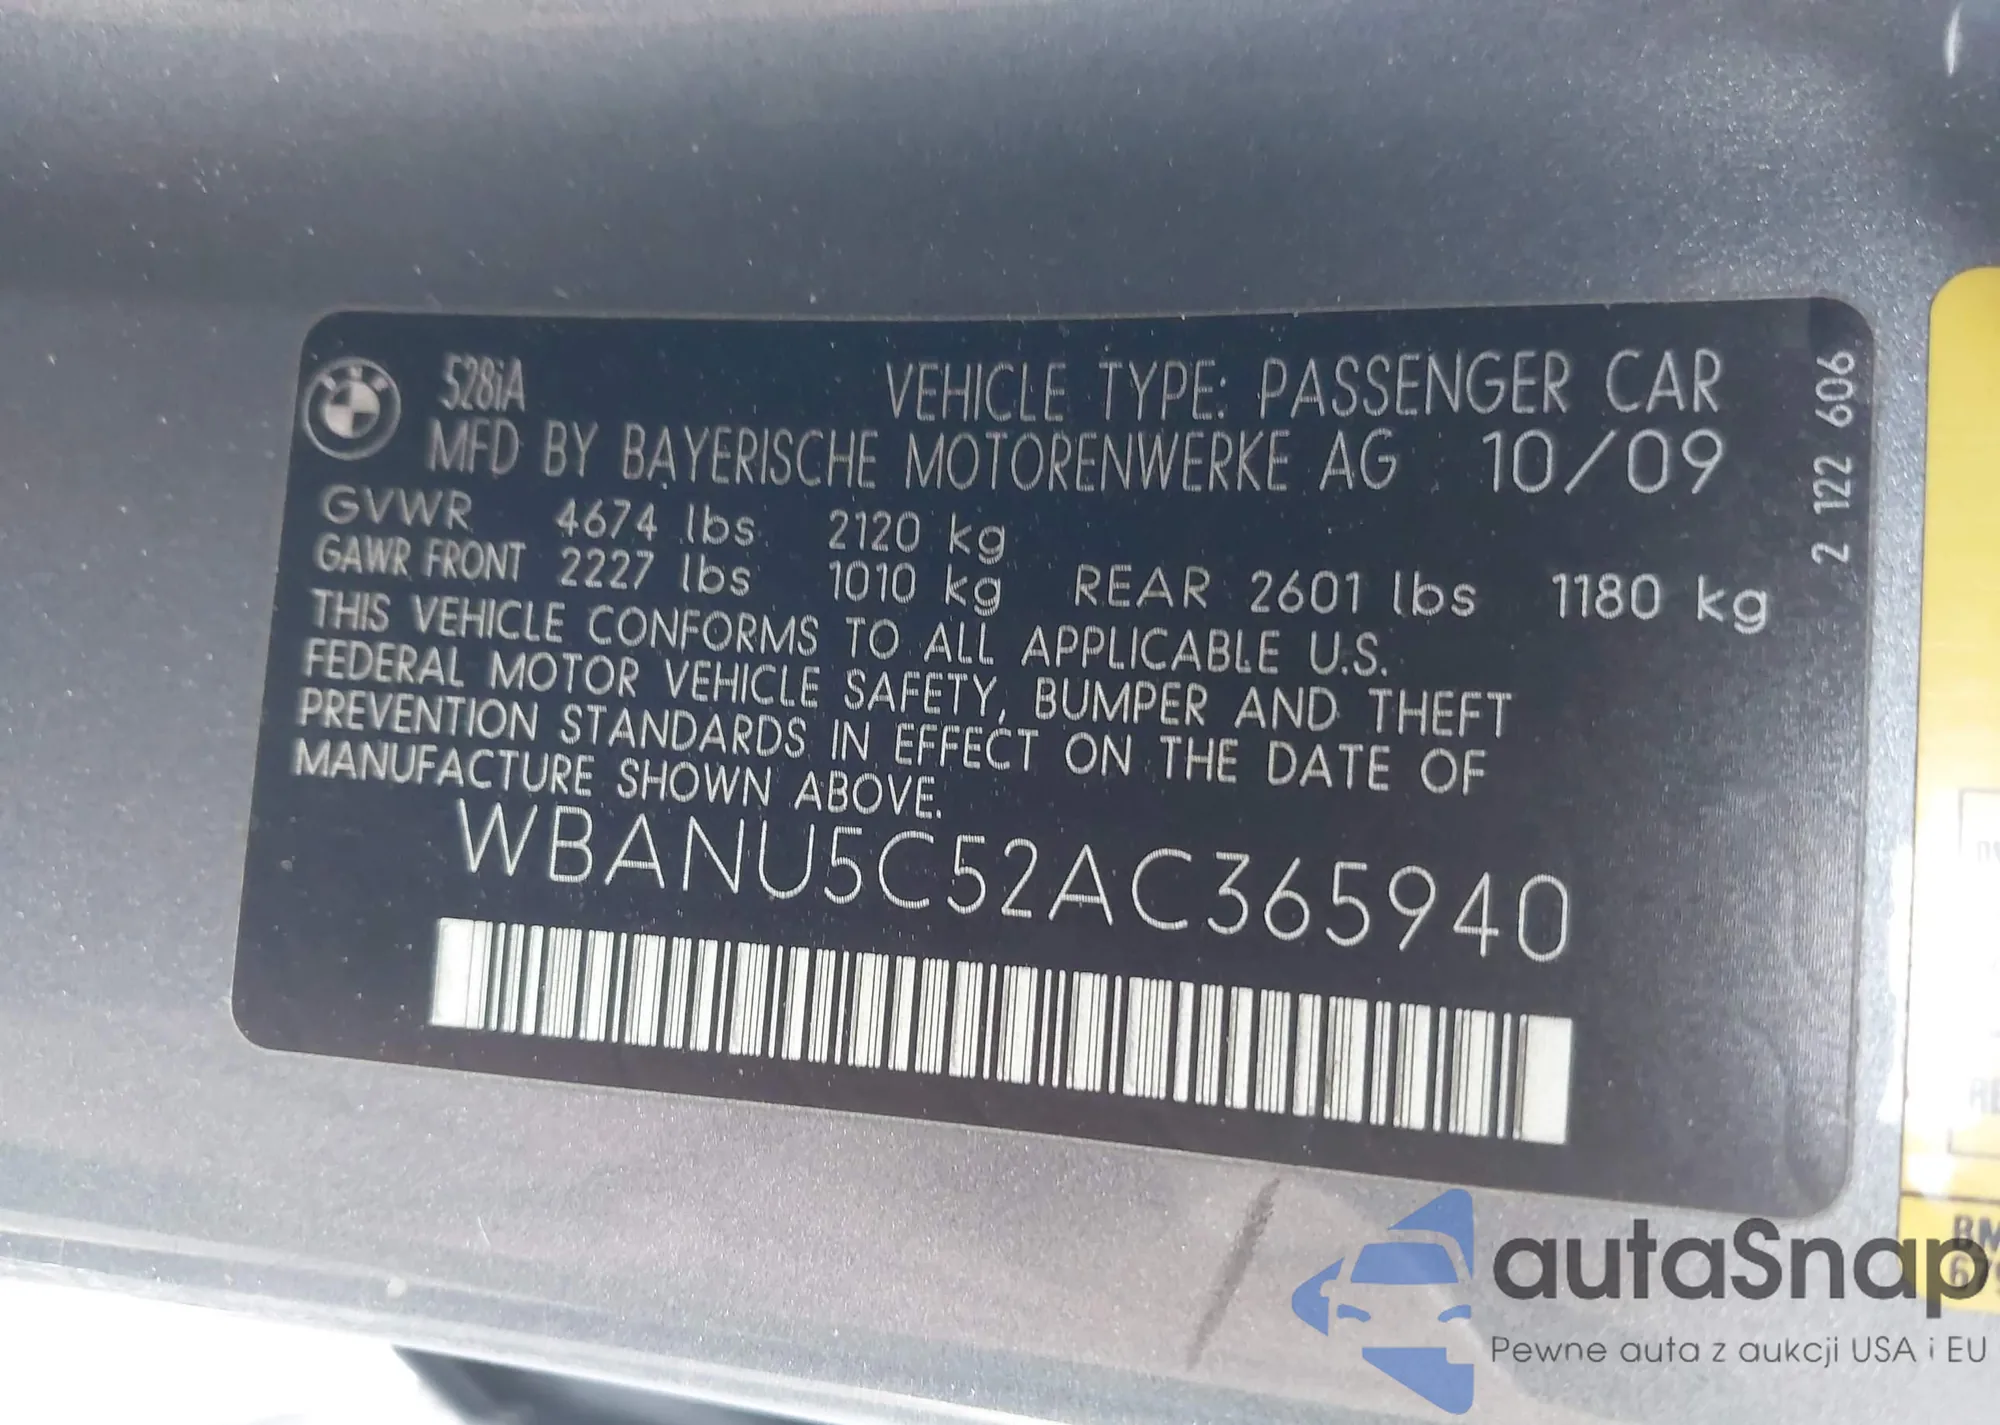 528iA VEHICLE TYPE: PASSENGER CAR
MFD BY BAYERISCHE MOTORENWERKE AG 10/09
GVWR 4674 lbs 2120 kg
GAWR FRONT 2227 lbs 1010 kg REAR 2601 lbs 1180 kg
THIS VEHICLE CONFORMS TO ALL APPLICABLE U.S.
FEDERAL MOTOR VEHICLE SAFETY, BUMPER AND THEFT
PREVENTION STANDARDS IN EFFECT ON THE DATE OF
MANUFACTURE SHOWN ABOVE.
WBANU5C52AC365940
2 122 606
autaSnap
Pewne auta z aukcji USA i EU